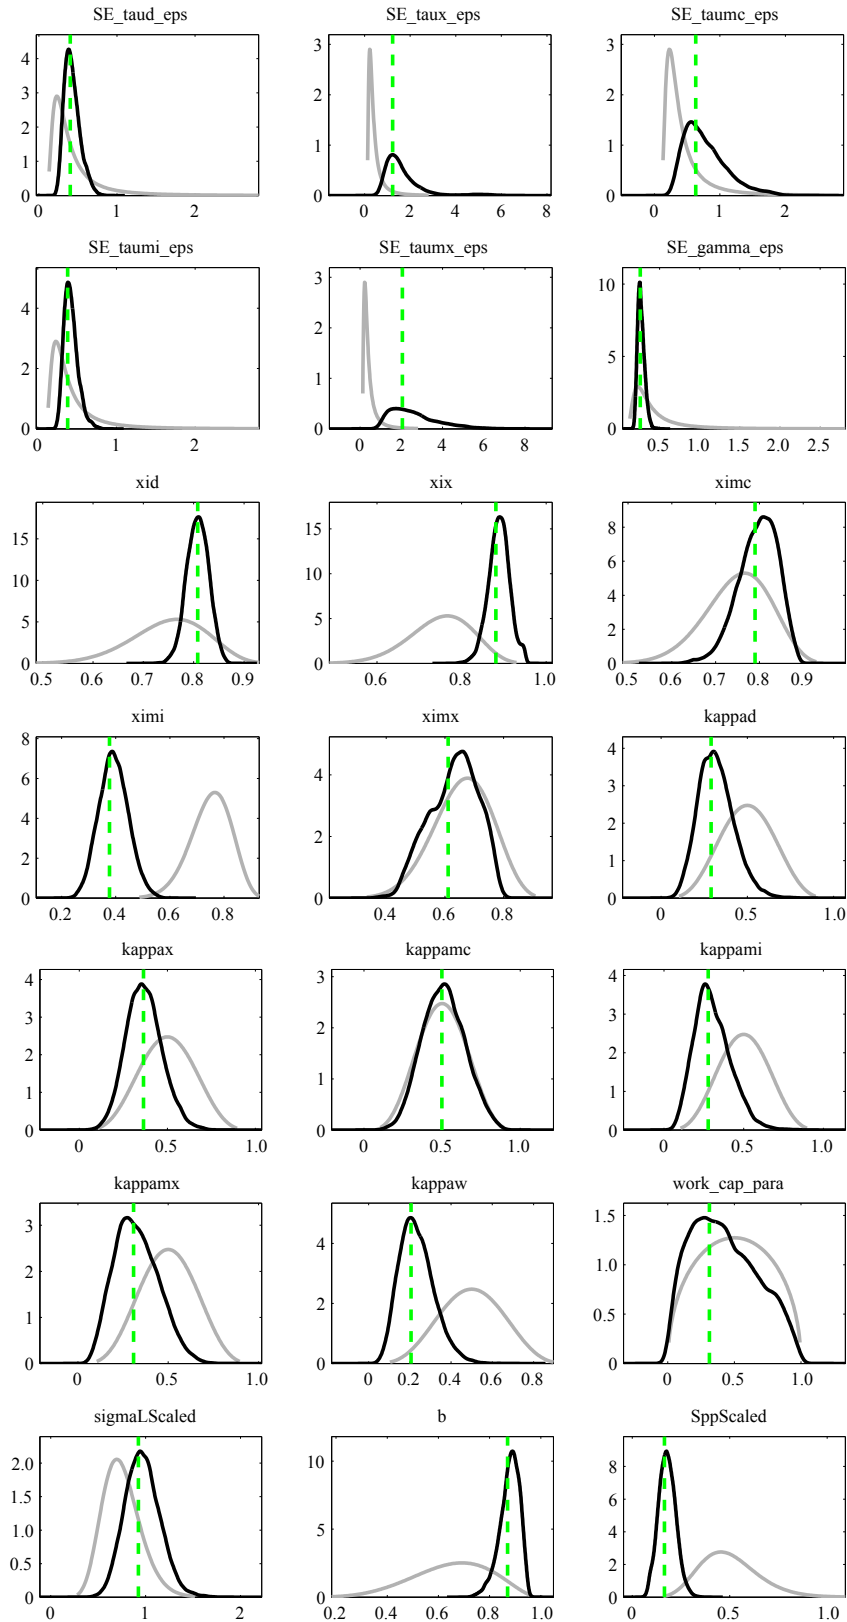 SE_taud_eps SE_taux_eps SE_taumc_eps
4 3 3
3 2 2
2 1 1
1 0 0
0
0 1 2 0 2 4 6 8 0 1 2
SE_taumi_eps SE_taumx_eps SE_gamma_eps
4 3 10
2 2 5
0 1 0
0
0 1 2 0 2 4 6 8 0.5 1.0 1.5 2.0 2.5
xid xix ximc
15 15 8
10 10 6
5 5 4
0 0 2
0
0.5 0.6 0.7 0.8 0.9 0.6 0.8 1.0 0.5 0.6 0.7 0.8 0.9
ximi ximx kappad
8 4 4
6 2 3
4 0 2
2 1
0 0
0.2 0.4 0.6 0.8 0.4 0.6 0.8 0 0.5 1.0
kappax kappamc kappami
4 3 4
3 2 3
2 1 2
1 0 1
0 0
0 0.5 1.0 0 0.5 1.0 0 0.5 1.0
kappamx kappaw work_cap_para
3 4 1.5
2 2 1.0
1 0 0.5
0 0
0 0.5 1.0 0 0.2 0.4 0.6 0.8 0 0.5 1.0
sigmaLScaled b SppScaled
2.0 10 8
1.5 5 6
1.0 0 4
0.5 2
0 0
0 1 2 0.2 0.4 0.6 0.8 1.0 0 0.5 1.0